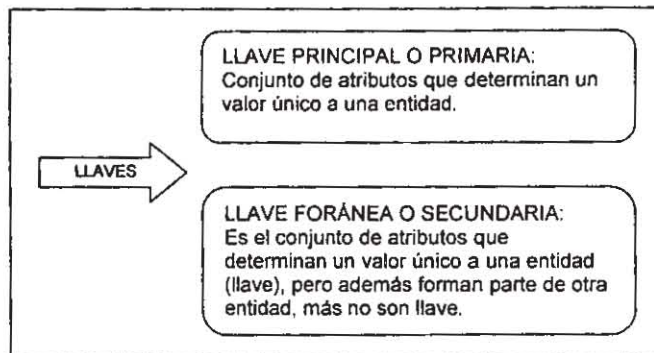 LLAVES
LLAVE PRINCIPAL O PRIMARIA:
Conjunto de atributos que determinan un
valor único a una entidad.
LLAVE FORÁNEA O SECUNDARIA:
Es el conjunto de atributos que
determinan un valor único a una entidad
(llave), pero además forman parte de otra
entidad, más no son llave.